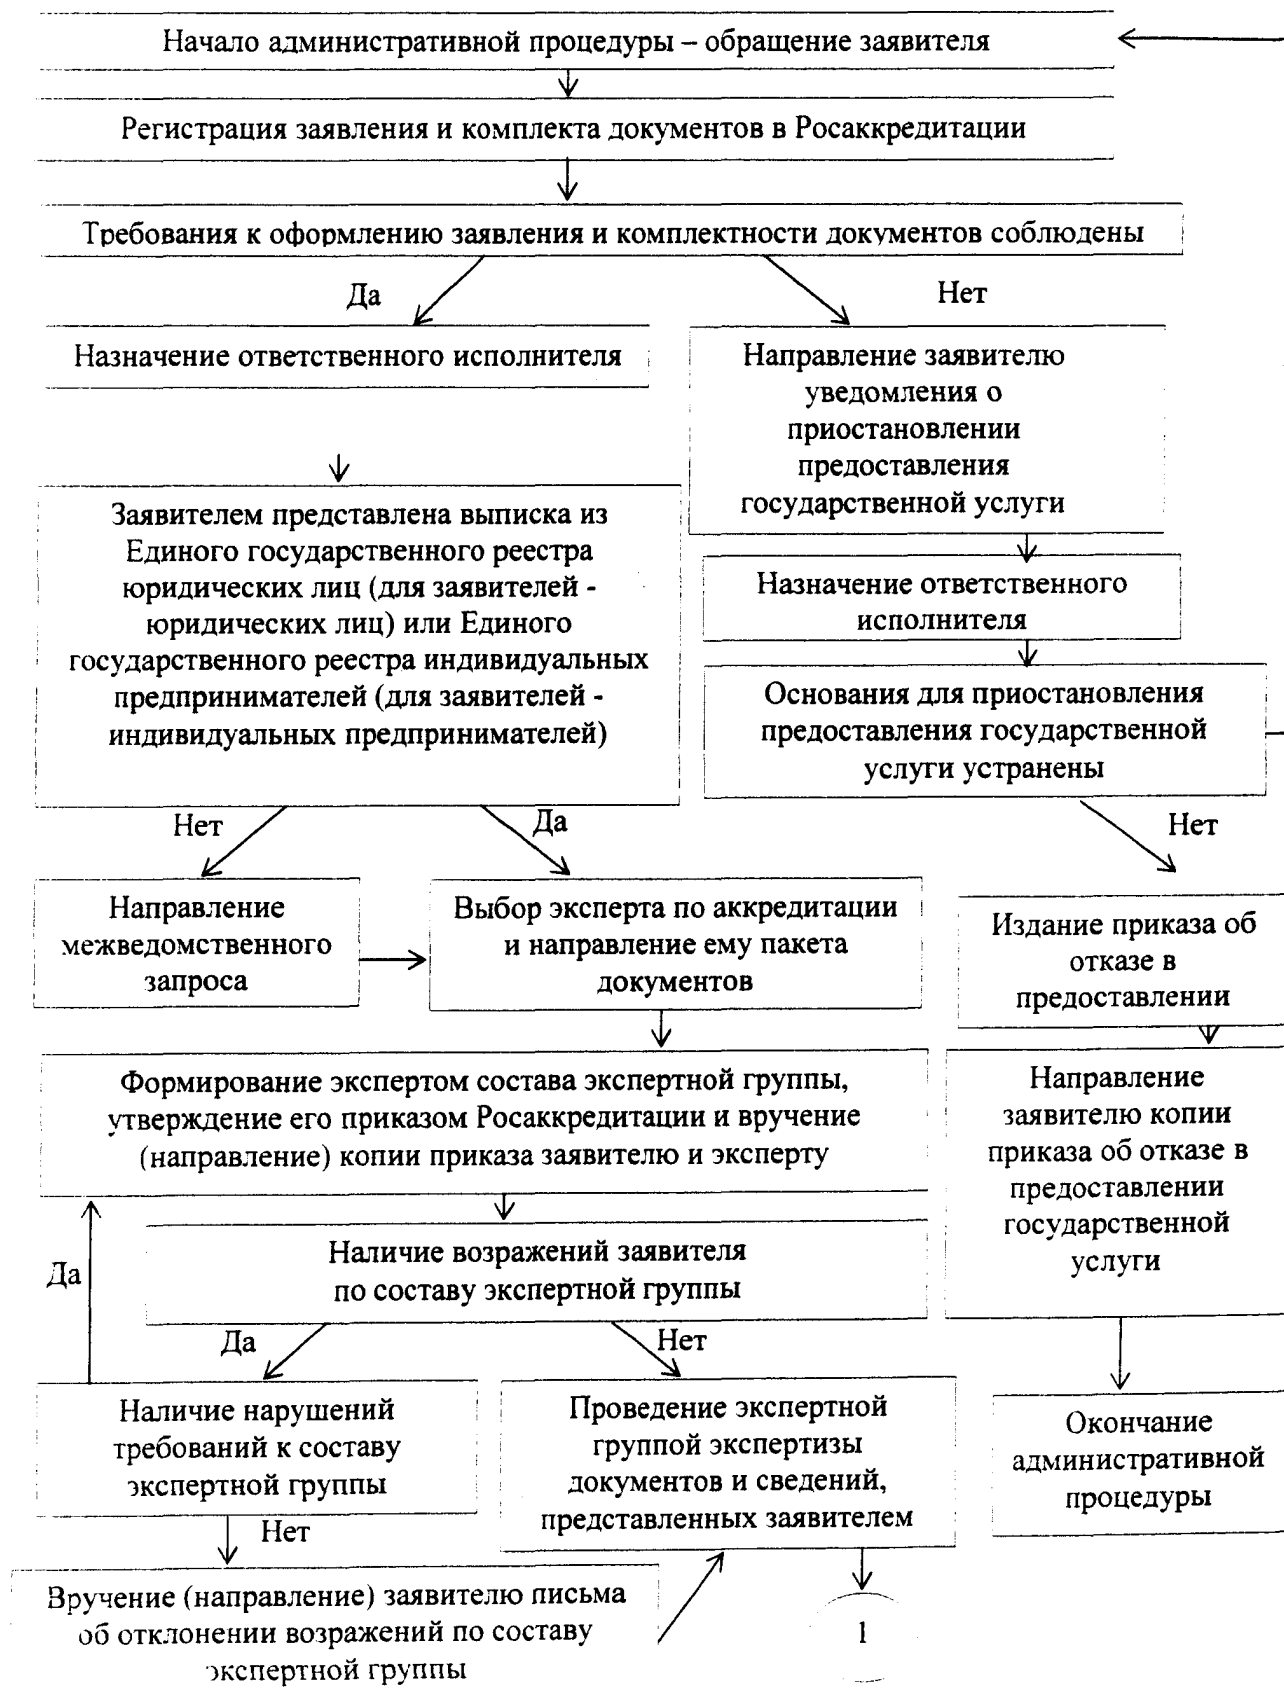 Начало административной процедуры – обращение заявителя
Регистрация заявления и комплекта документов в Росаккредитации
Требования к оформлению заявления и комплектности документов соблюдены
Да
Нет
Назначение ответственного исполнителя
Направление заявителю
уведомления о
приостановлении
предоставления
государственной услуги
Заявителем представлена выписка из
Единого государственного реестра
юридических лиц (для заявителей -
юридических лиц) или Единого
государственного реестра индивидуальных
предпринимателей (для заявителей -
индивидуальных предпринимателей)
Назначение ответственного
исполнителя
Основания для приостановления
предоставления государственной
услуги устранены
Нет
Да
Нет
Направление
межведомственного
запроса
Выбор эксперта по аккредитации
и направление ему пакета
документов
Издание приказа об
отказе в
предоставлении
Формирование экспертом состава экспертной группы,
утверждение его приказом Росаккредитации и вручение
(направление) копии приказа заявителю и эксперту
Направление
заявителю копии
приказа об отказе в
предоставлении
государственной
услуги
Да
Наличие возражений заявителя
по составу экспертной группы
Да
Нет
Наличие нарушений
требований к составу
экспертной группы
Проведение экспертной
группой экспертизы
документов и сведений,
представленных заявителем
Окончание
административной
процедуры
Нет
Вручение (направление) заявителю письма
об отклонении возражений по составу
экспертной группы
1